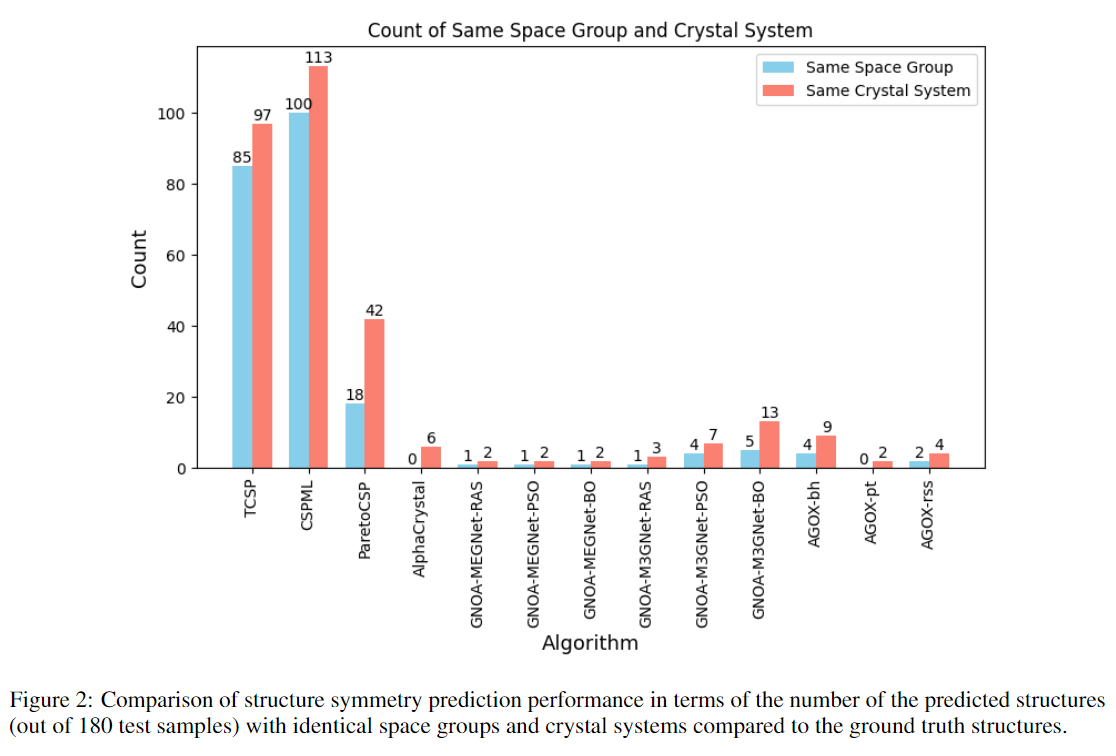 Count of Same Space Group and Crystal System
Same Space Group
Same Crystal System
Count
100
80
60
40
20
0
85
97
100
113
18
42
0
6
1
2
1
2
1
2
1
3
4
7
5
13
4
9
0
2
2
4
TCSP
CSPML
ParetoCSP
AlphaCrystal
GNOA-MEGNet-RAS
GNOA-MEGNet-PSO
GNOA-MEGNet-BO
GNOA-M3GNet-RAS
GNOA-M3GNet-PSO
GNOA-M3GNet-BO
AGOX-bh
AGOX-pt
AGOX-rss
Algorithm
Figure 2: Comparison of structure symmetry prediction performance in terms of the number of the predicted structures
(out of 180 test samples) with identical space groups and crystal systems compared to the ground truth structures.